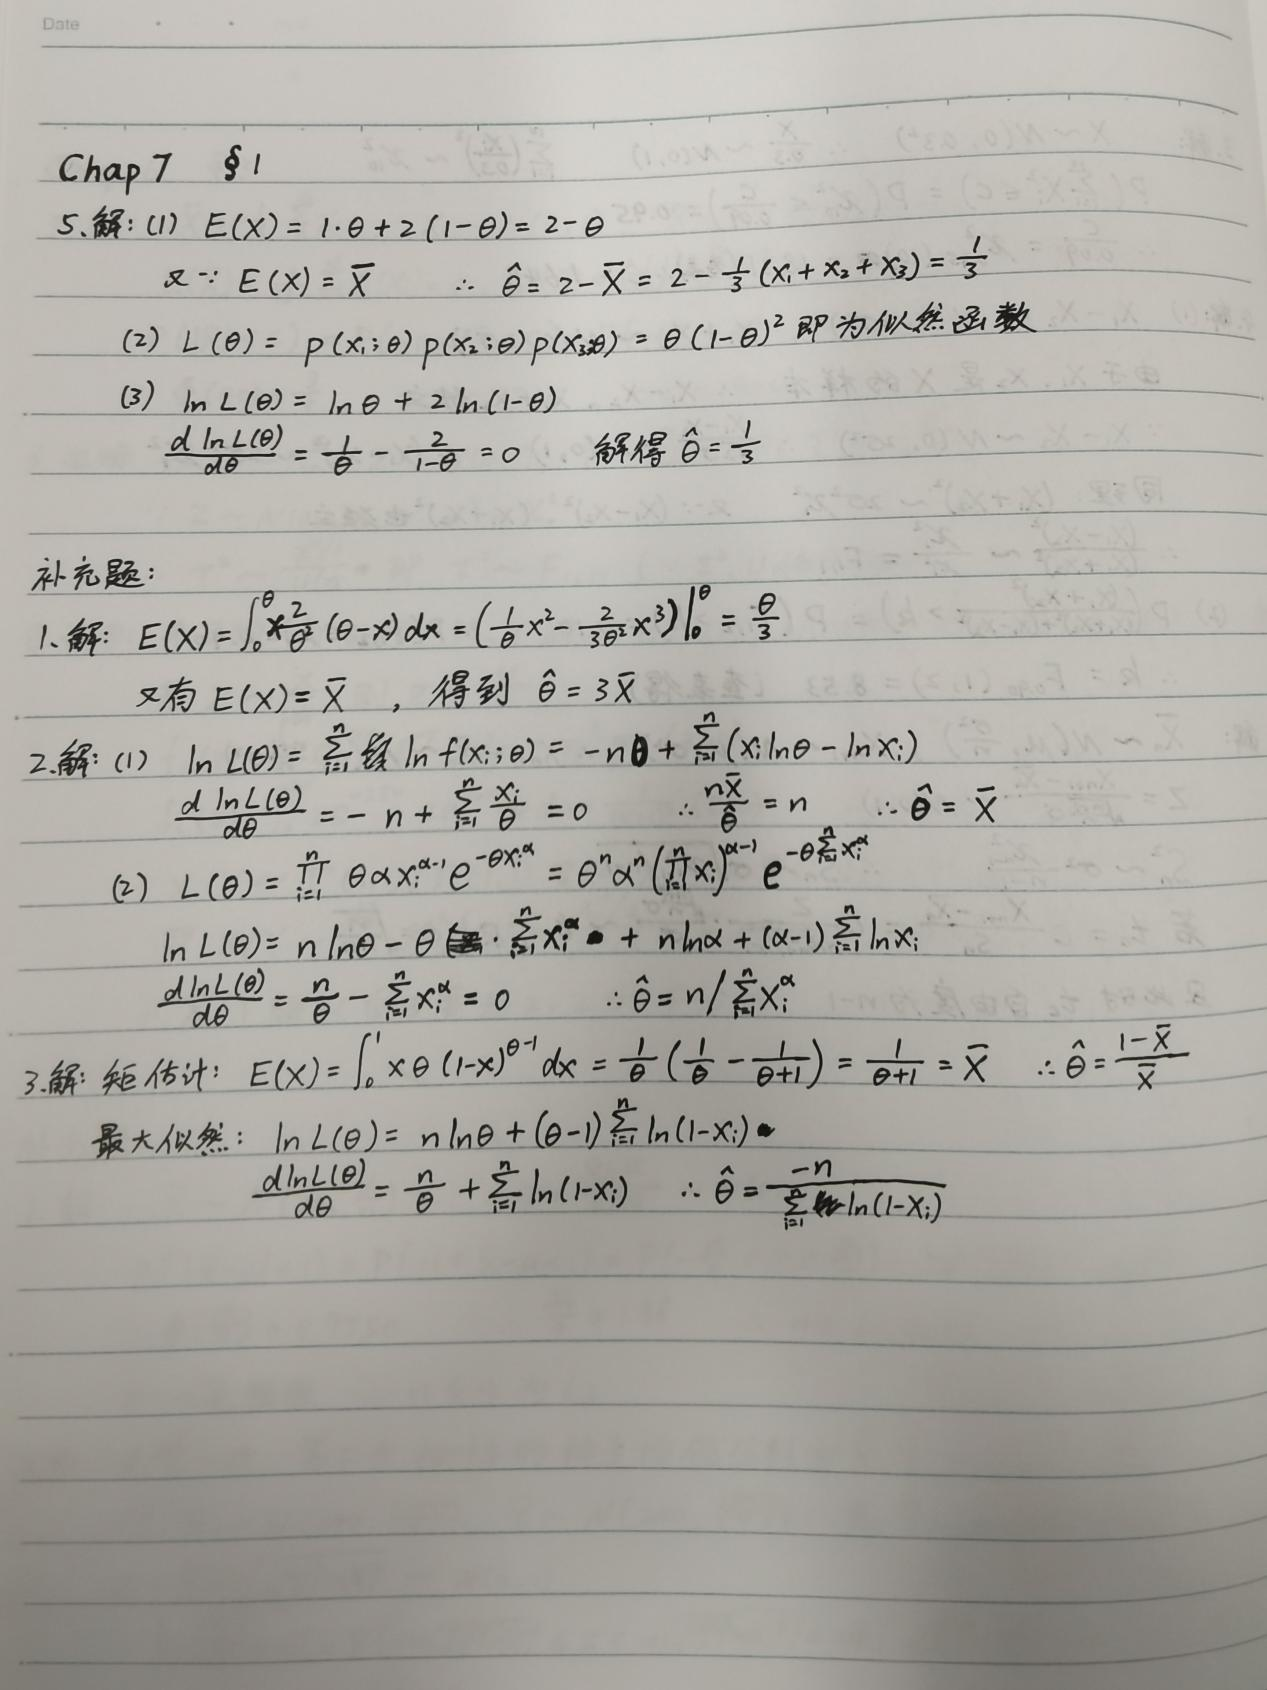 Date
Chap 7 §1
5.解:(1) E(X) = 1·θ + 2(1-θ) = 2-θ
又∵ E(X) = X̄ ∴ θ̂ = 2-X̄ = 2 - 1/3 (x₁+x₂+x₃) = 1/3
(2) L(θ) = p(x₁;θ) p(x₂;θ) p(x₃;θ) = θ(1-θ)² 即为似然函数
(3) ln L(θ) = lnθ + 2 ln(1-θ)
d ln L(θ)/dθ = 1/θ - 2/(1-θ) = 0 解得 θ̂ = 1/3
补充题:
1.解: E(X) = ∫₀^θ x 2/θ² (θ-x) dx = (1/θ x² - 2/(3θ²) x³)|₀^θ = θ/3
又有 E(X) = X̄ , 得到 θ̂ = 3X̄
2.解:(1) ln L(θ) = Σᵢ₌₁ⁿ ln f(xᵢ;θ) = -nθ + Σᵢ₌₁ⁿ (xᵢ lnθ - ln xᵢ)
d ln L(θ)/dθ = -n + Σᵢ₌₁ⁿ xᵢ/θ = 0 ∴ nX̄/θ̂ = n ∴ θ̂ = X̄
(2) L(θ) = ∏ᵢ₌₁ⁿ θαxᵢ^(α-1) e^(-θxᵢ^α) = θⁿαⁿ(∏ᵢ₌₁ⁿ xᵢ)^(α-1) e^(-θΣᵢ₌₁ⁿ xᵢ^α)
ln L(θ) = n lnθ - θ · Σᵢ₌₁ⁿ xᵢ^α + n lnα + (α-1) Σᵢ₌₁ⁿ ln xᵢ
d ln L(θ)/dθ = n/θ - Σᵢ₌₁ⁿ xᵢ^α = 0 ∴ θ̂ = n / Σᵢ₌₁ⁿ Xᵢ^α
3.解: 矩估计: E(X) = ∫₀¹ xθ(1-x)^(θ-1) dx = 1/θ (1/θ - 1/(θ+1)) = 1/(θ+1) = X̄ ∴ θ̂ = (1-X̄)/X̄
最大似然: ln L(θ) = n lnθ + (θ-1) Σᵢ₌₁ⁿ ln(1-xᵢ)
d ln L(θ)/dθ = n/θ + Σᵢ₌₁ⁿ ln(1-xᵢ) ∴ θ̂ = -n / Σᵢ₌₁ⁿ ln(1-Xᵢ)